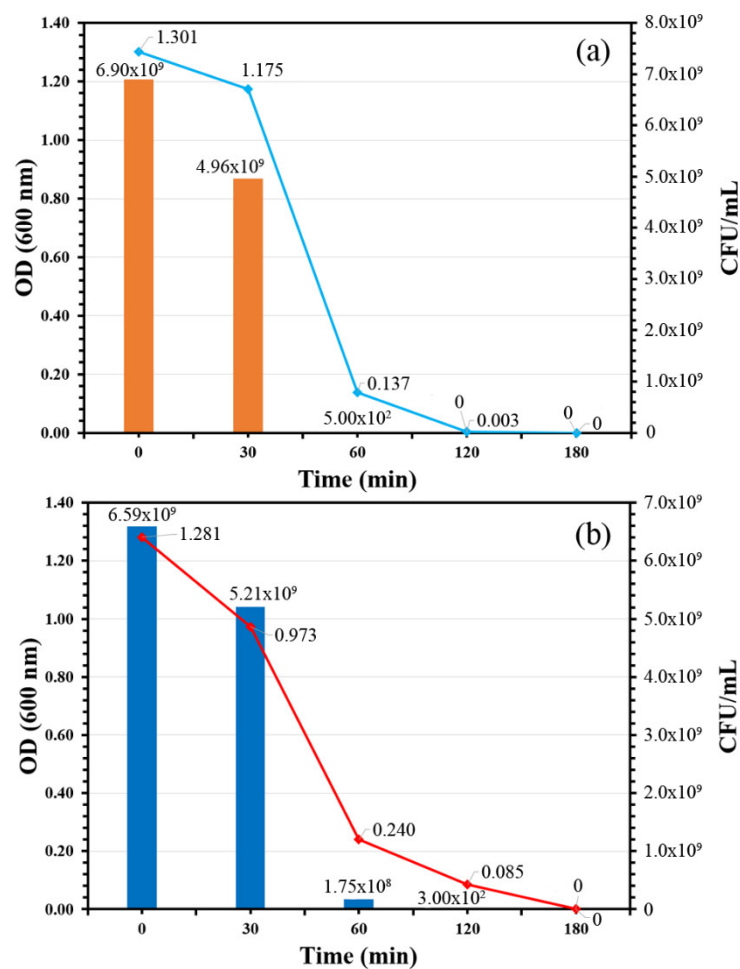 1.40
8.0x10⁹
1.301
(a)
7.0x10⁹
1.20
6.90x10⁹
1.175
6.0x10⁹
1.00
4.96x10⁹
5.0x10⁹
0.80
4.0x10⁹
0.60
3.0x10⁹
0.40
2.0x10⁹
0.20
0.137
1.0x10⁹
5.00x10²
0
0.003
0
0
0.00
0
OD (600 nm)
CFU/mL
0 30 60 120 180
Time (min)
1.40
7.0x10⁹
6.59x10⁹
1.281
(b)
1.20
6.0x10⁹
5.21x10⁹
1.00
5.0x10⁹
0.973
0.80
4.0x10⁹
0.60
3.0x10⁹
0.40
2.0x10⁹
0.240
0.20
1.0x10⁹
1.75x10⁸
0.085
3.00x10²
0
0
0.00
0
OD (600 nm)
CFU/mL
0 30 60 120 180
Time (min)